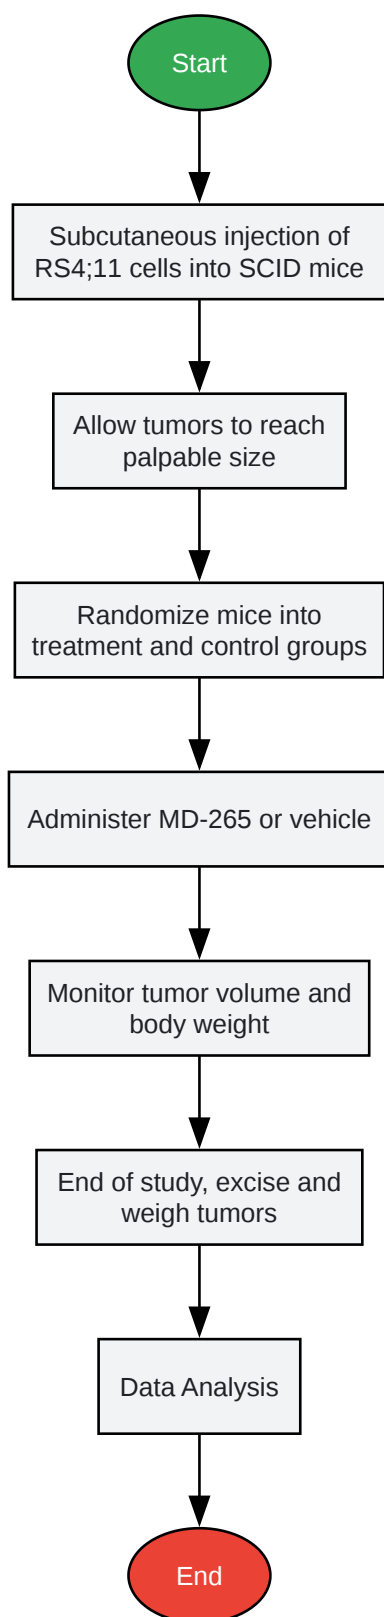 Start
Subcutaneous injection of
RS4;11 cells into SCID mice
Allow tumors to reach
palpable size
Randomize mice into
treatment and control groups
Administer MD-265 or vehicle
Monitor tumor volume and
body weight
End of study, excise and
weigh tumors
Data Analysis
End